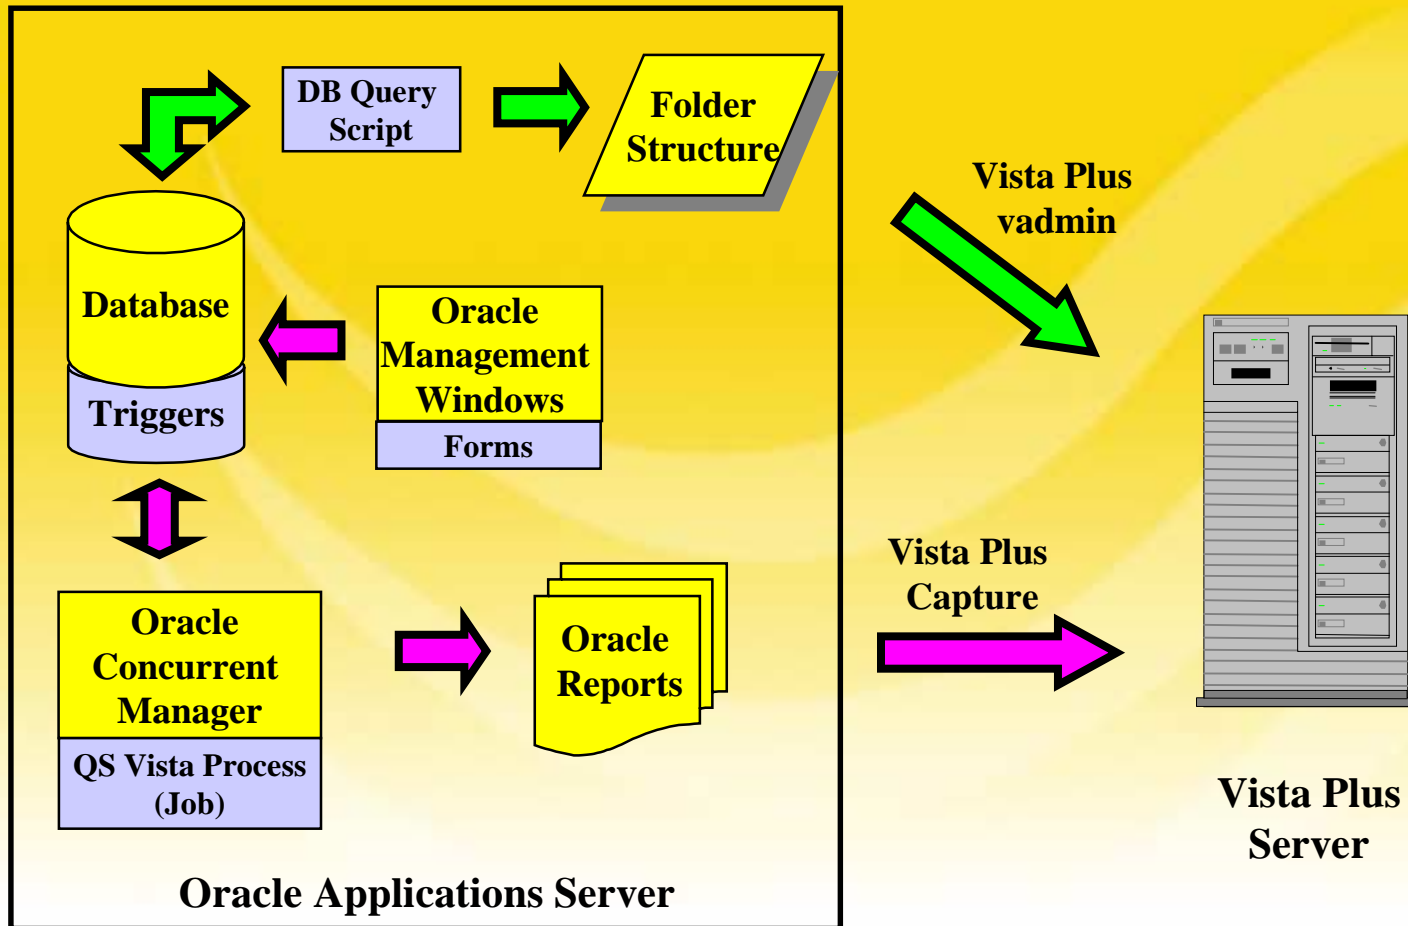 DB Query
Script
Folder
Structure
Vista Plus
vadmin
Database
Triggers
Oracle
Management
Windows
Forms
Vista Plus
Capture
Oracle
Concurrent
Manager
QS Vista Process
(Job)
Oracle
Reports
Vista Plus
Server
Oracle Applications Server